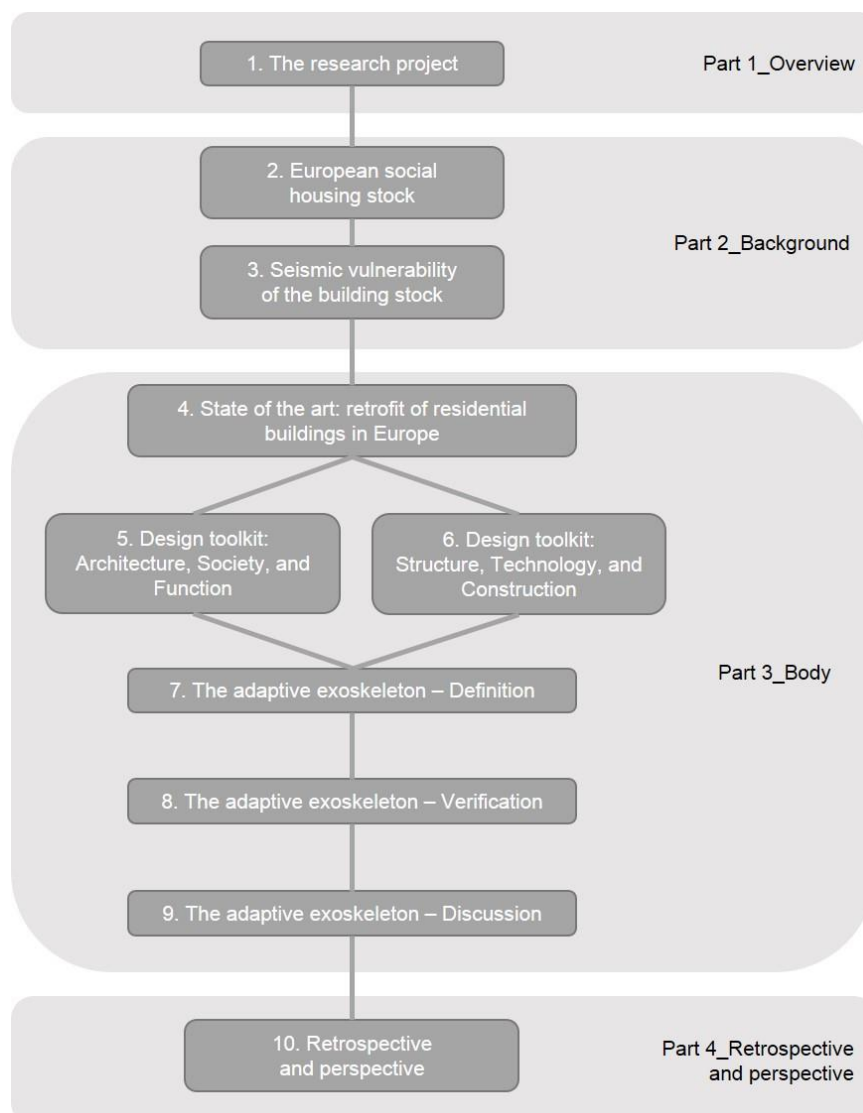 1. The research project
Part 1_Overview
2. European social
housing stock
3. Seismic vulnerability
of the building stock
Part 2_Background
4. State of the art: retrofit of residential
buildings in Europe
5. Design toolkit:
Architecture, Society, and
Function
6. Design toolkit:
Structure, Technology, and
Construction
7. The adaptive exoskeleton – Definition
Part 3_Body
8. The adaptive exoskeleton – Verification
9. The adaptive exoskeleton – Discussion
10. Retrospective
and perspective
Part 4_Retrospective
and perspective